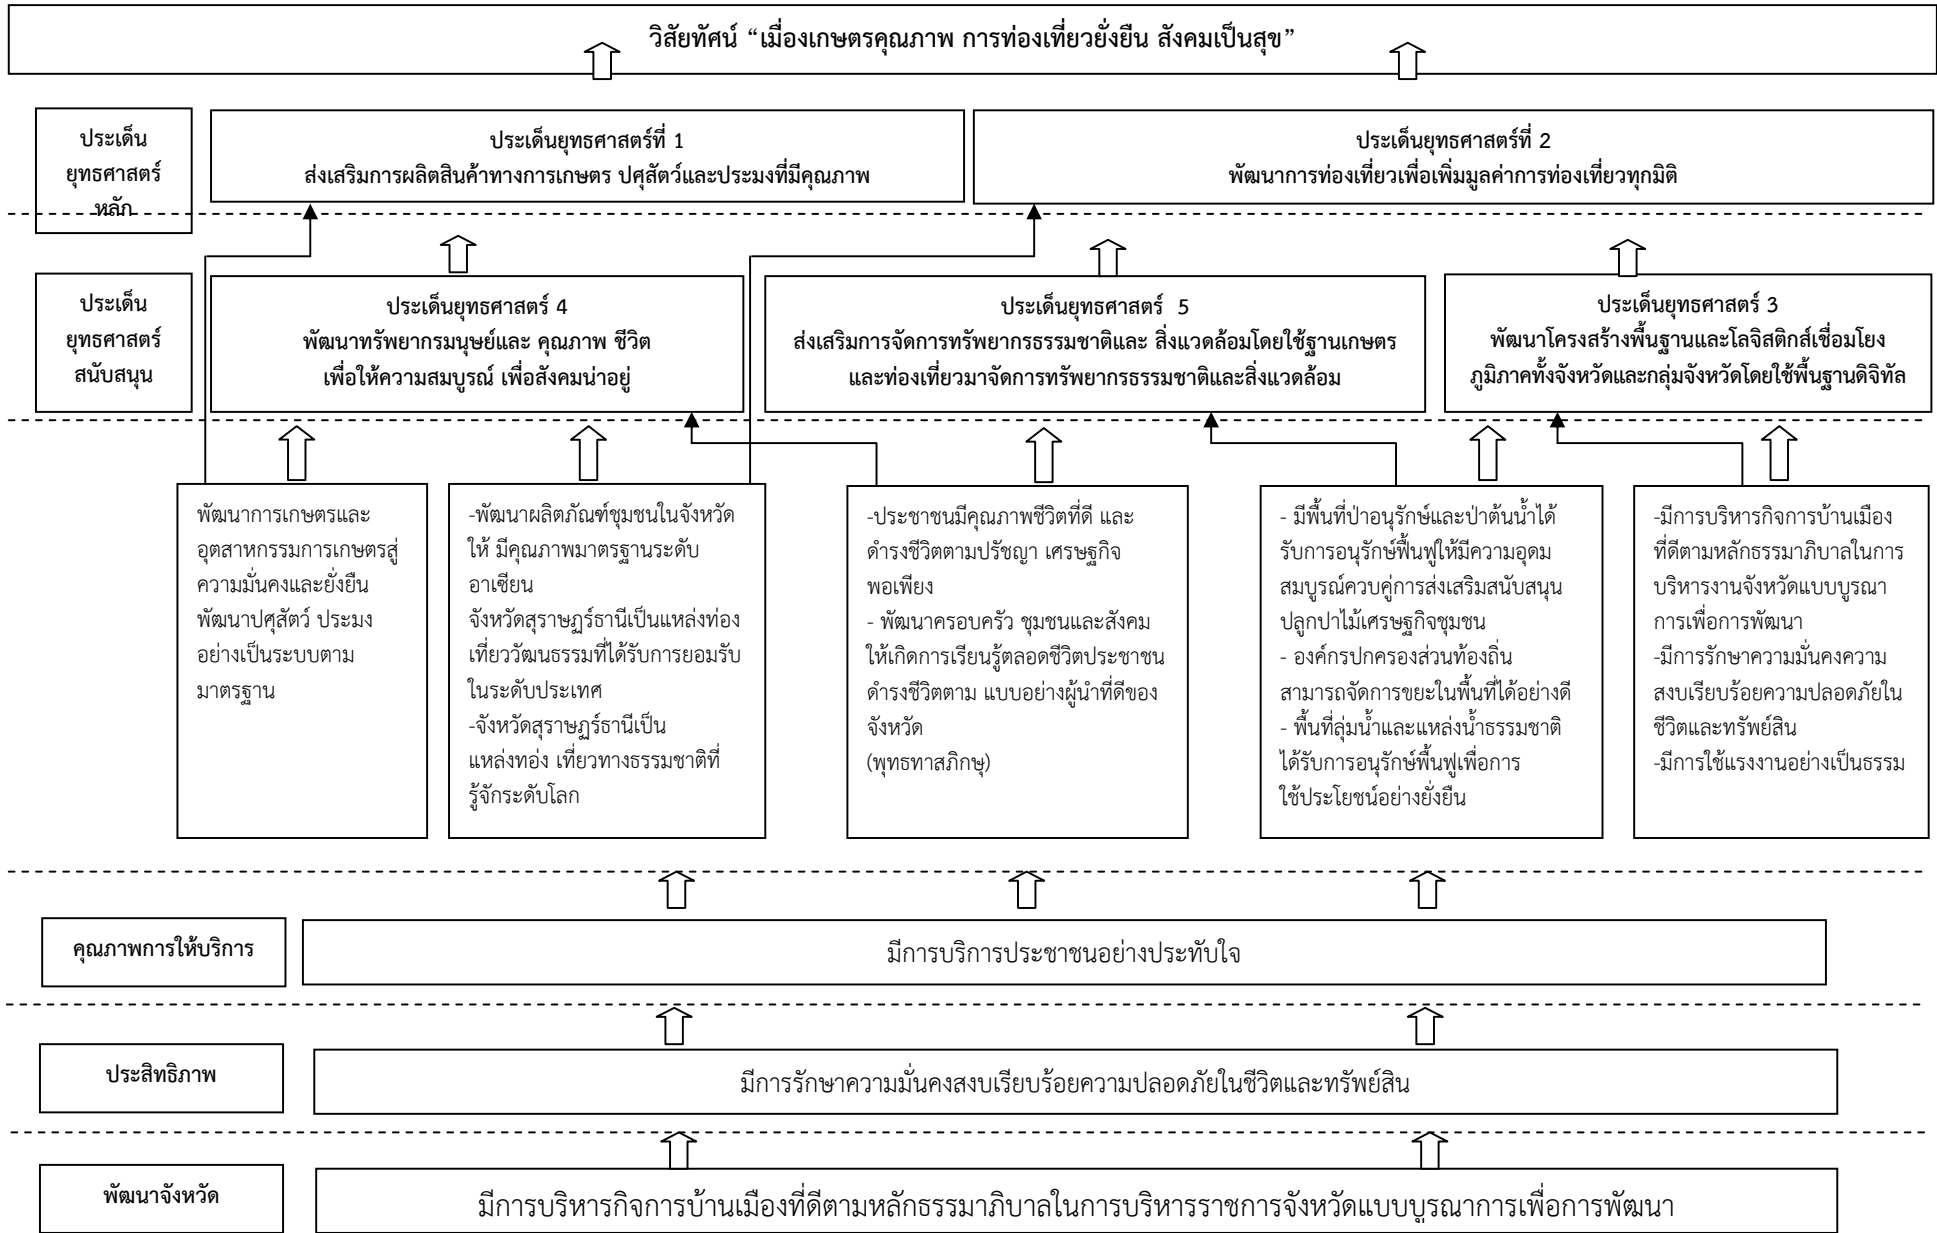 วิสัยทัศน์ “เมืองเกษตรคุณภาพ การท่องเที่ยวยั่งยืน สังคมเป็นสุข”
ประเด็น
ยุทธศาสตร์
หลัก
ประเด็นยุทธศาสตร์ที่ 1
ส่งเสริมการผลิตสินค้าทางการเกษตร ปศุสัตว์และประมงที่มีคุณภาพ
ประเด็นยุทธศาสตร์ที่ 2
พัฒนาการท่องเที่ยวเพื่อเพิ่มมูลค่าการท่องเที่ยวทุกมิติ
ประเด็น
ยุทธศาสตร์
สนับสนุน
ประเด็นยุทธศาสตร์ 4
พัฒนาทรัพยากรมนุษย์และ คุณภาพ ชีวิต
เพื่อให้ความสมบูรณ์ เพื่อสังคมน่าอยู่
ประเด็นยุทธศาสตร์ 5
ส่งเสริมการจัดการทรัพยากรธรรมชาติและ สิ่งแวดล้อมโดยใช้ฐานเกษตร
และท่องเที่ยวมาจัดการทรัพยากรธรรมชาติและสิ่งแวดล้อม
ประเด็นยุทธศาสตร์ 3
พัฒนาโครงสร้างพื้นฐานและโลจิสติกส์เชื่อมโยง
ภูมิภาคทั้งจังหวัดและกลุ่มจังหวัดโดยใช้พื้นฐานดิจิทัล
พัฒนาการเกษตรและ
อุตสาหกรรมการเกษตรสู่
ความมั่นคงและยั่งยืน
พัฒนาปศุสัตว์ ประมง
อย่างเป็นระบบตาม
มาตรฐาน
-พัฒนาผลิตภัณฑ์ชุมชนในจังหวัด
ให้ มีคุณภาพมาตรฐานระดับ
อาเซียน
จังหวัดสุราษฎร์ธานีเป็นแหล่งท่อง
เที่ยววัฒนธรรมที่ได้รับการยอมรับ
ในระดับประเทศ
-จังหวัดสุราษฎร์ธานีเป็น
แหล่งทอ่ง เที่ยวทางธรรมชาติที่
รู้จักระดับโลก
-ประชาชนมีคุณภาพชีวิตที่ดี และ
ดำรงชีวิตตามปรัชญา เศรษฐกิจ
พอเพียง
- พัฒนาครอบครัว ชุมชนและสังคม
ให้เกิดการเรียนรู้ตลอดชีวิตประชาชน
ดำรงชีวิตตาม แบบอย่างผู้นำที่ดีของ
จังหวัด
(พุทธทาสภิกษุ)
- มีพื้นที่ป่าอนุรักษ์และป่าต้นน้ำได้
รับการอนุรักษ์ฟื้นฟูให้มีความอุดม
สมบูรณ์ควบคู่การส่งเสริมสนับสนุน
ปลูกปาไม้เศรษฐกิจชุมชน
- องค์กรปกครองส่วนท้องถิ่น
สามารถจัดการขยะในพื้นที่ได้อย่างดี
- พื้นที่ลุ่มน้ำและแหล่งน้ำธรรมชาติ
ได้รับการอนุรักษ์พื้นฟูเพื่อการ
ใช้ประโยชน์อย่างยั่งยืน
-มีการบริหารกิจการบ้านเมือง
ที่ดีตามหลักธรรมาภิบาลในการ
บริหารงานจังหวัดแบบบูรณา
การเพื่อการพัฒนา
-มีการรักษาความมั่นคงความ
สงบเรียบร้อยความปลอดภัยใน
ชีวิตและทรัพย์สิน
-มีการใช้แรงงานอย่างเป็นธรรม
คุณภาพการให้บริการ
มีการบริการประชาชนอย่างประทับใจ
ประสิทธิภาพ
มีการรักษาความมั่นคงสงบเรียบร้อยความปลอดภัยในชีวิตและทรัพย์สิน
พัฒนาจังหวัด
มีการบริหารกิจการบ้านเมืองที่ดีตามหลักธรรมาภิบาลในการบริหารราชการจังหวัดแบบบูรณาการเพื่อการพัฒนา